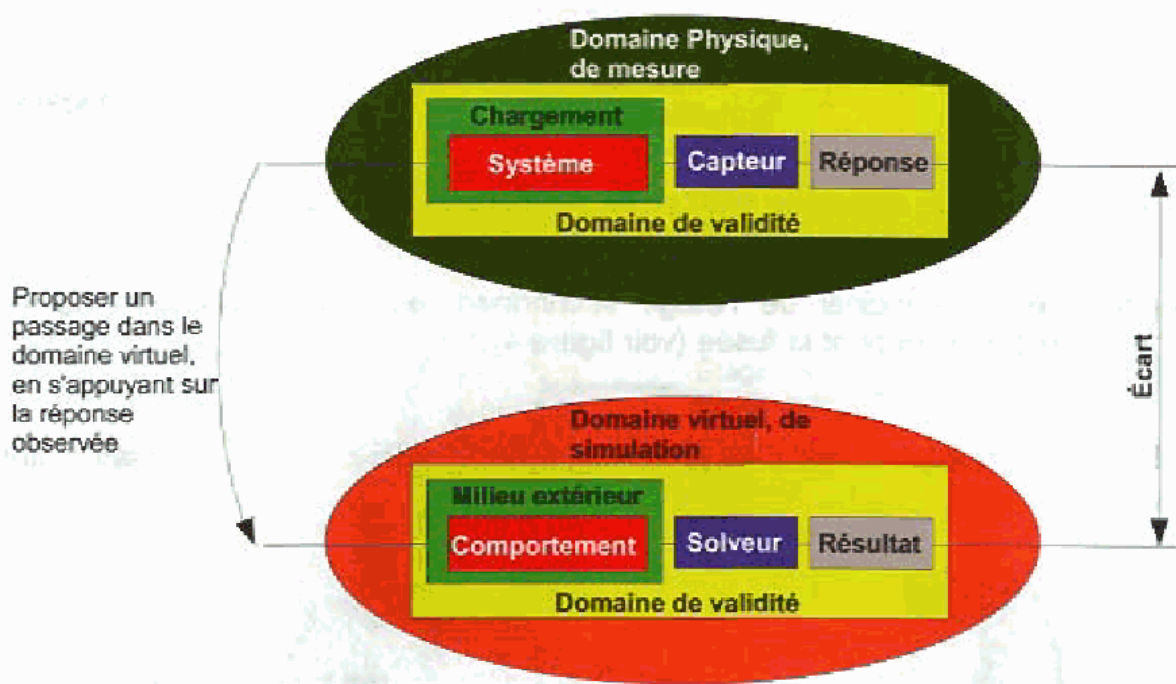 Domaine Physique,
de mesure
Chargement
Système
Capteur
Réponse
Domaine de validité
Proposer un
passage dans le
domaine virtuel,
en s'appuyant sur
la réponse
observée
Écart
Domaine virtuel, de
simulation
Milieu extérieur
Comportement
Solveur
Résultat
Domaine de validité